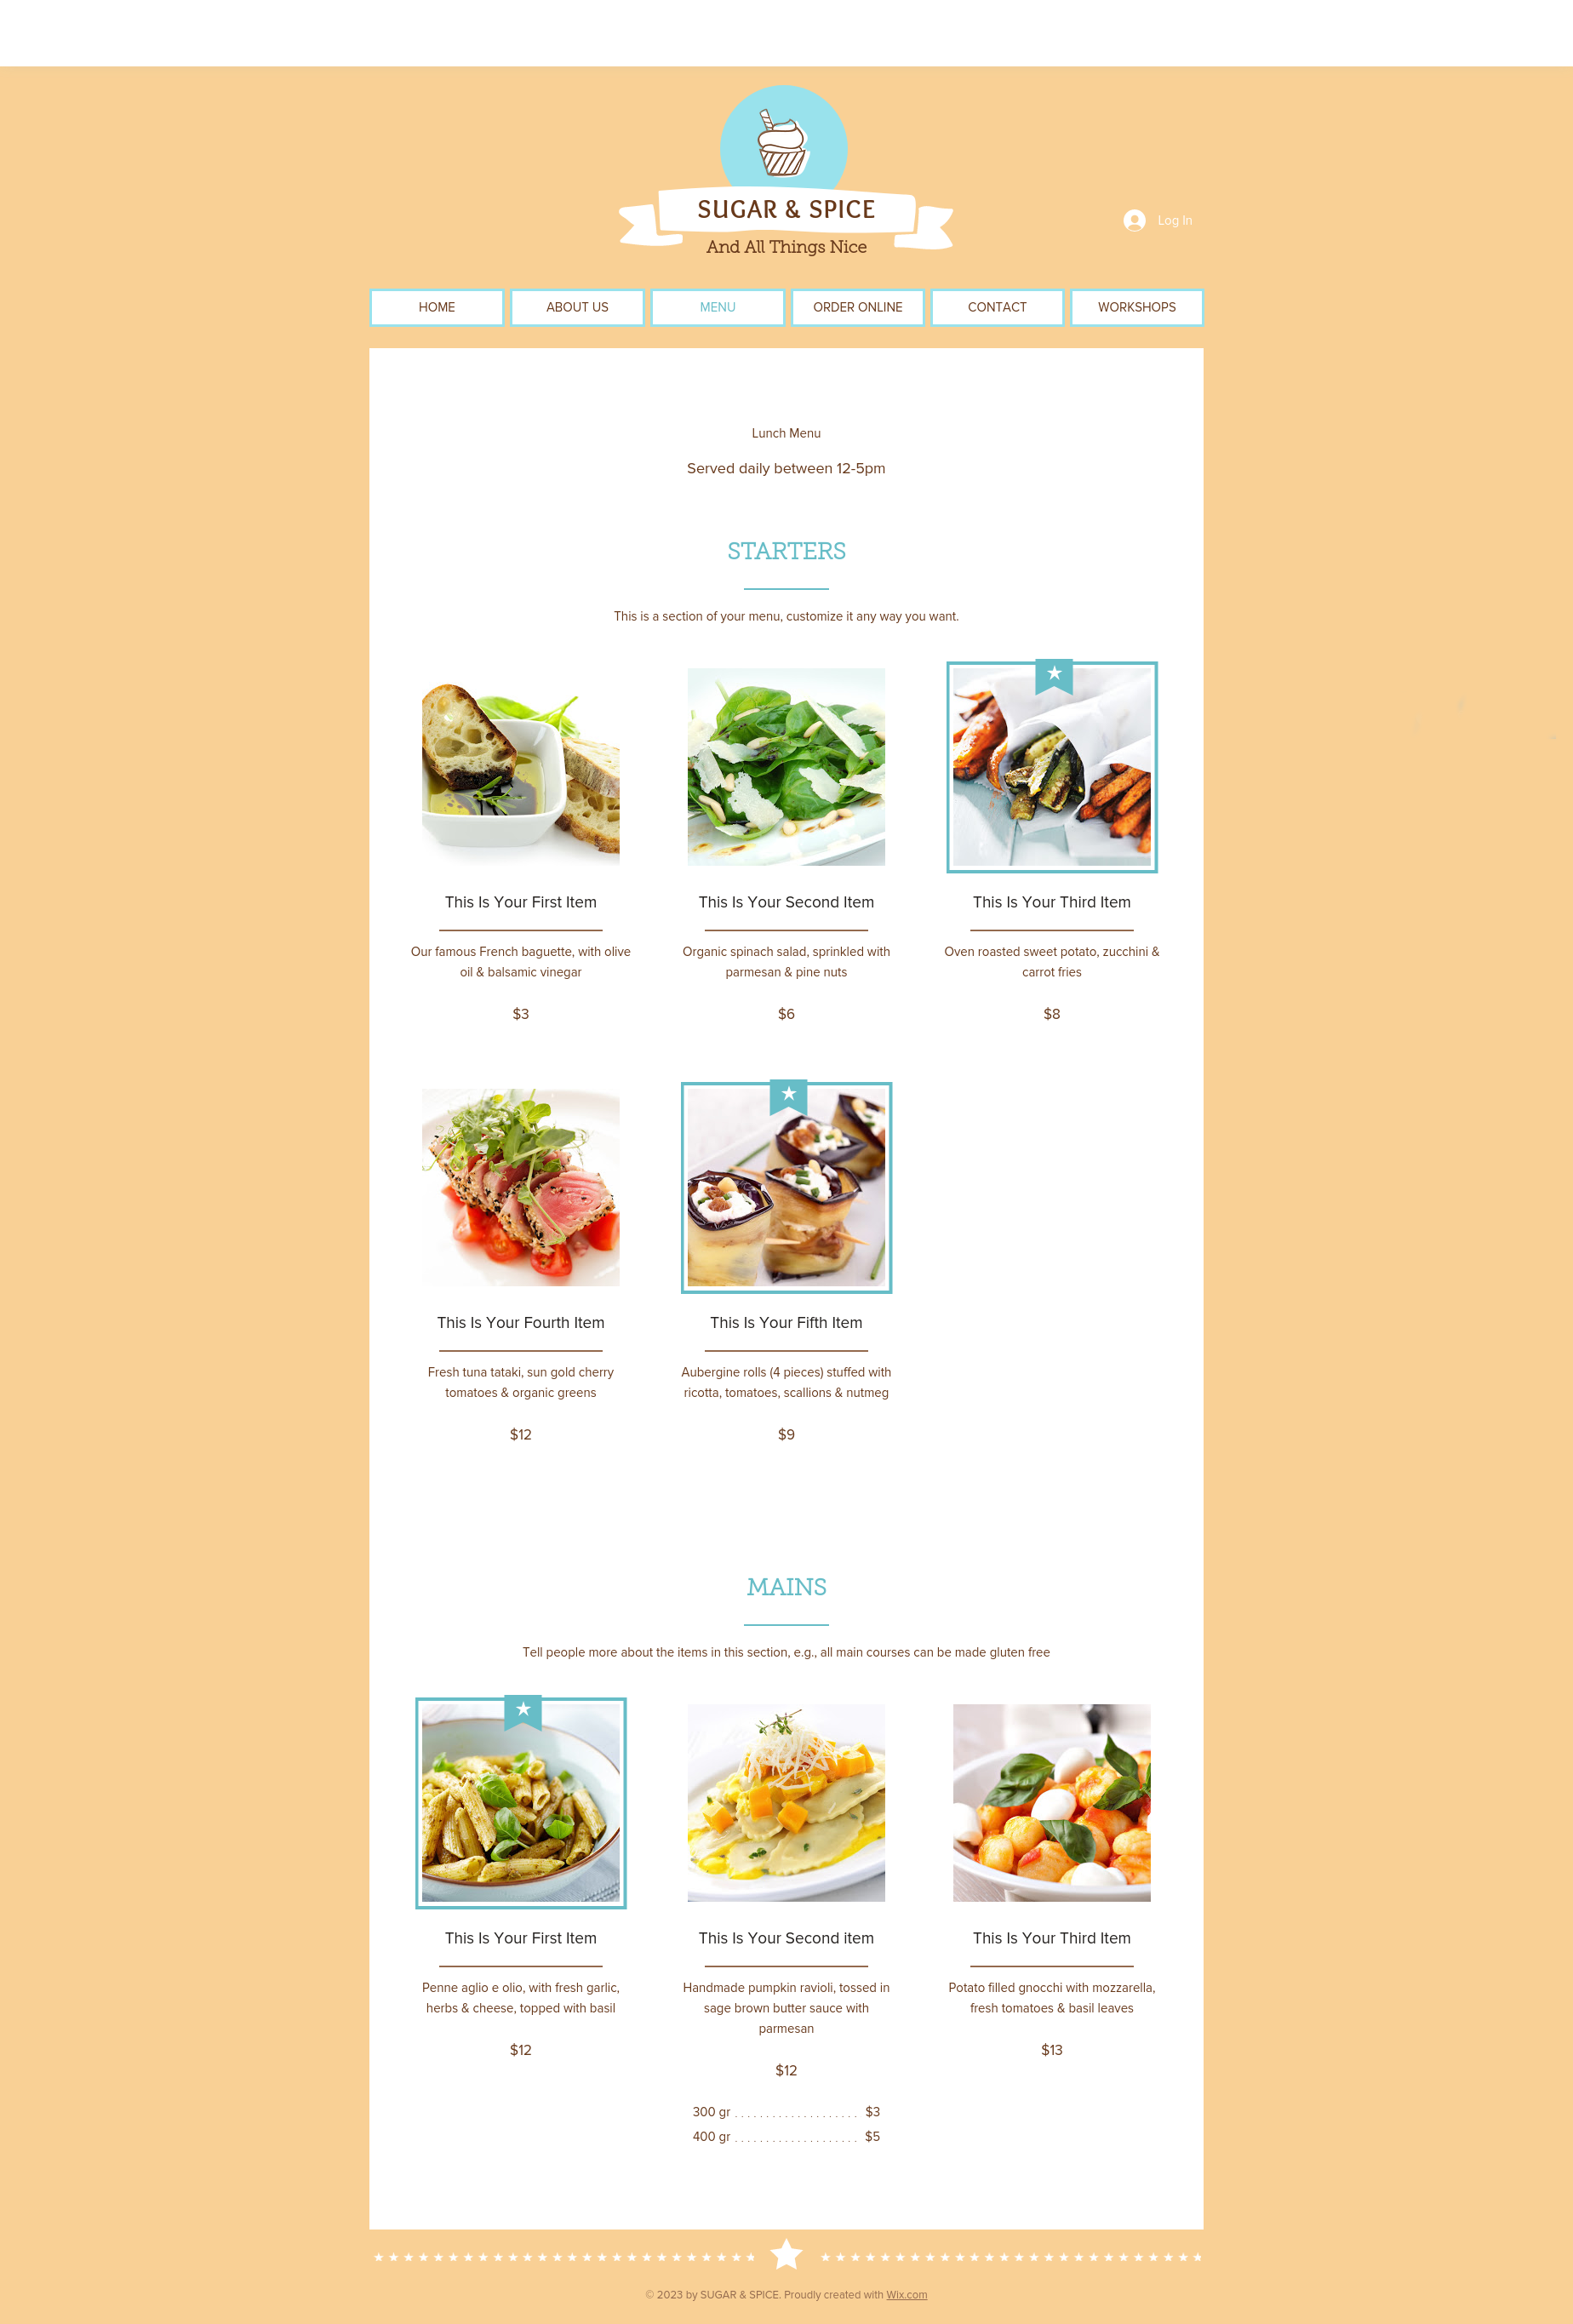 SUGAR & SPICE
And All Things Nice
Log In
HOME
ABOUT US
MENU
ORDER ONLINE
CONTACT
WORKSHOPS
Lunch Menu
Served daily between 12-5pm
STARTERS
This is a section of your menu, customize it any way you want.
This Is Your First Item
Our famous French baguette, with olive
oil & balsamic vinegar
$3
This Is Your Second Item
Organic spinach salad, sprinkled with
parmesan & pine nuts
$6
This Is Your Third Item
Oven roasted sweet potato, zucchini &
carrot fries
$8
This Is Your Fourth Item
Fresh tuna tataki, sun gold cherry
tomatoes & organic greens
$12
This Is Your Fifth Item
Aubergine rolls (4 pieces) stuffed with
ricotta, tomatoes, scallions & nutmeg
$9
MAINS
Tell people more about the items in this section, e.g., all main courses can be made gluten free
This Is Your First Item
Penne aglio e olio, with fresh garlic,
herbs & cheese, topped with basil
$12
This Is Your Second item
Handmade pumpkin ravioli, tossed in
sage brown butter sauce with
parmesan
$12
300 gr . . . . . . . . . . . . . . . . . . . . $3
400 gr . . . . . . . . . . . . . . . . . . . . $5
This Is Your Third Item
Potato filled gnocchi with mozzarella,
fresh tomatoes & basil leaves
$13
© 2023 by SUGAR & SPICE. Proudly created with Wix.com